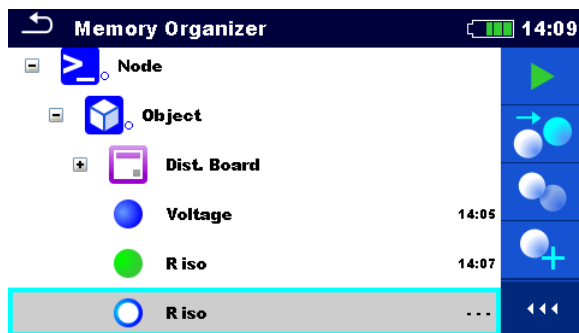 Memory Organizer 14:09
>_ Node
Object
Dist. Board
Voltage 14:05
R iso 14:07
R iso ---